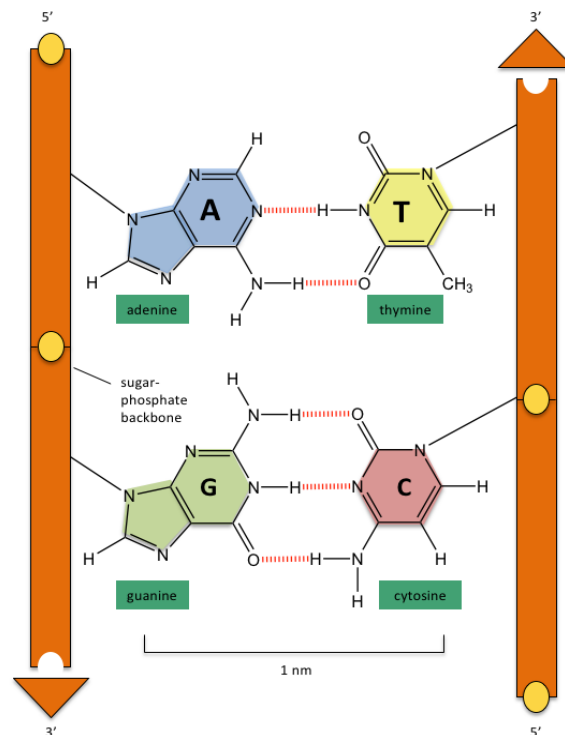 5’ 3’
H O
N N
A N H N T H
N
H N N H O CH3
H
adenine thymine
sugar-
phosphate
backbone
H
N H O
N N
G N H N C H
N
H N O H N H
H
guanine cytosine
1 nm
3’ 5’